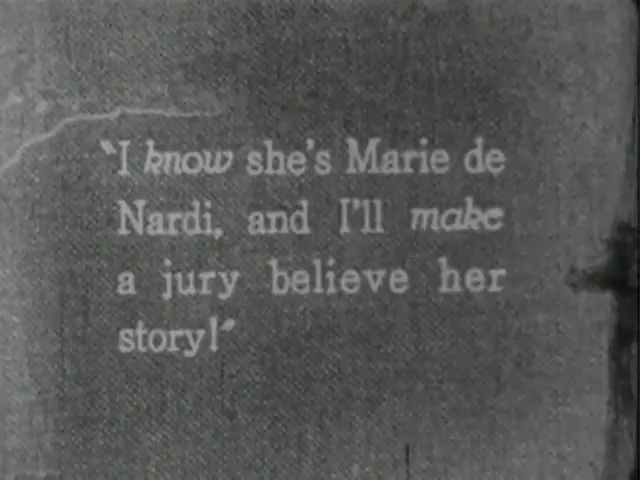 "I know she's Marie de
Nardi, and I'll make
a jury believe her
story!"